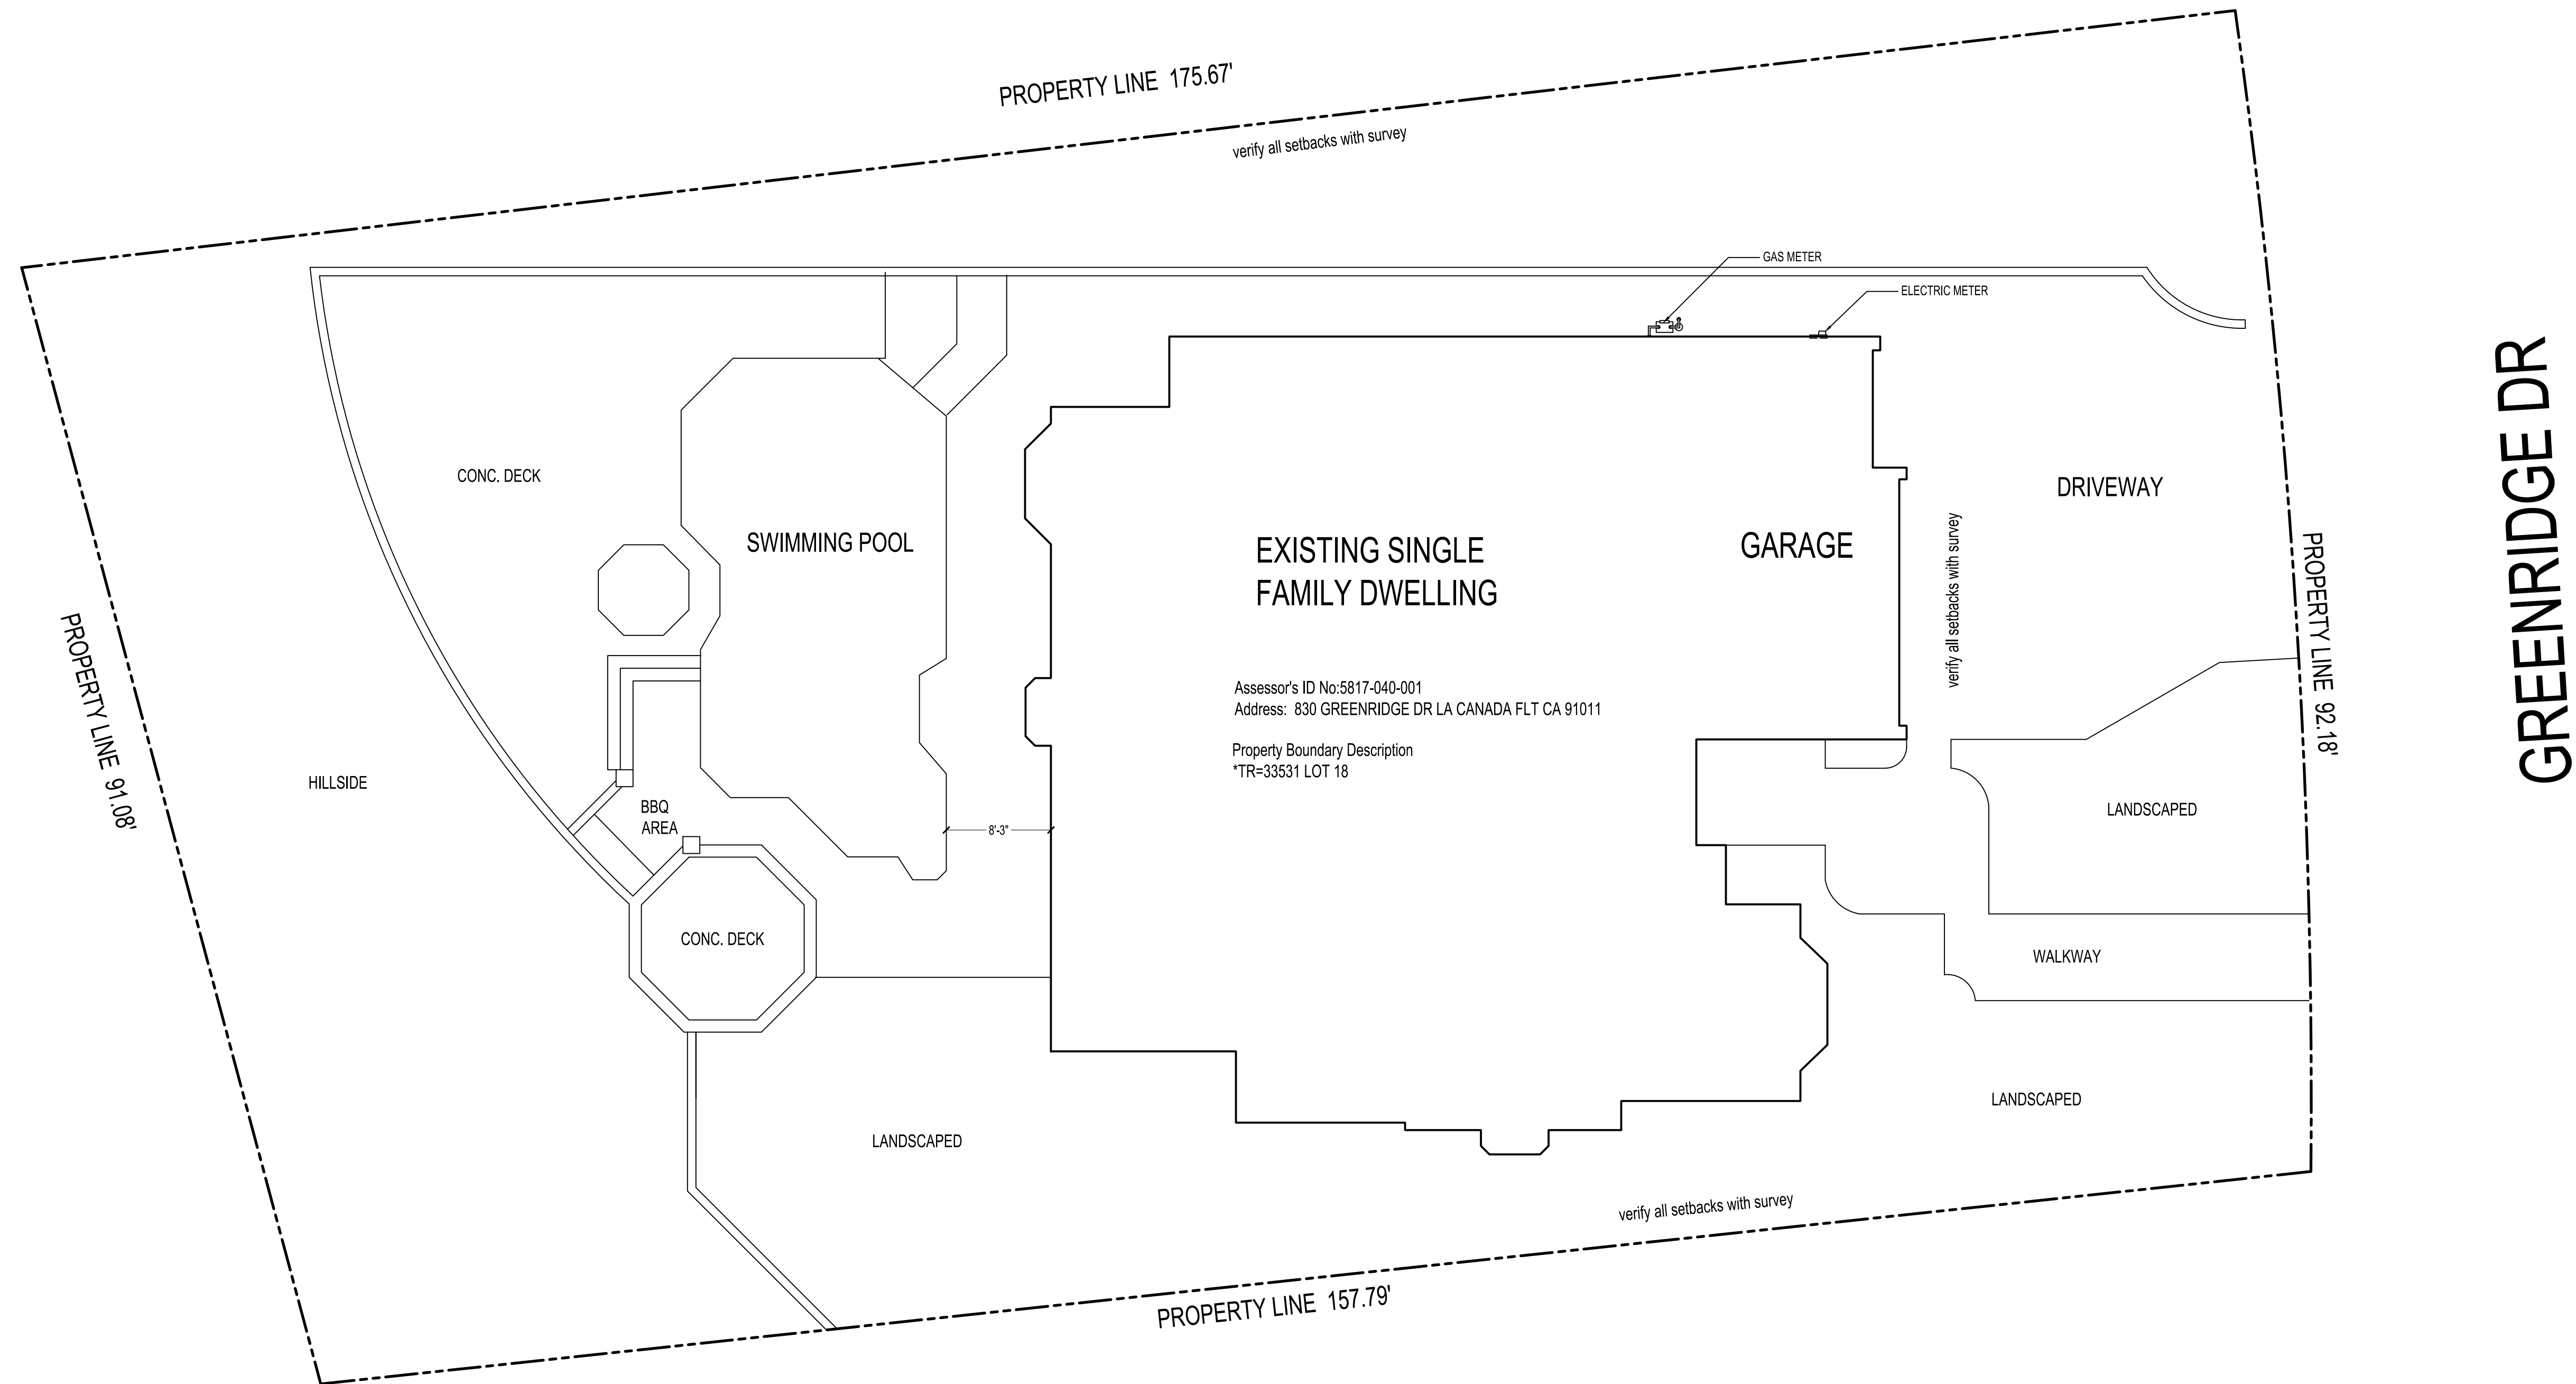 PROPERTY LINE 175.67'
verify all setbacks with survey
GAS METER
ELECTRIC METER
CONC. DECK
SWIMMING POOL
EXISTING SINGLE
FAMILY DWELLING
GARAGE
verify all setbacks with survey
DRIVEWAY
GREENRIDGE DR
PROPERTY LINE 92.18'
PROPERTY LINE 91.08'
HILLSIDE
Assessor's ID No:5817-040-001
Address: 830 GREENRIDGE DR LA CANADA FLT CA 91011
Property Boundary Description
*TR=33531 LOT 18
BBQ
AREA
8'-3"
LANDSCAPED
CONC. DECK
WALKWAY
LANDSCAPED
LANDSCAPED
verify all setbacks with survey
PROPERTY LINE 157.79'